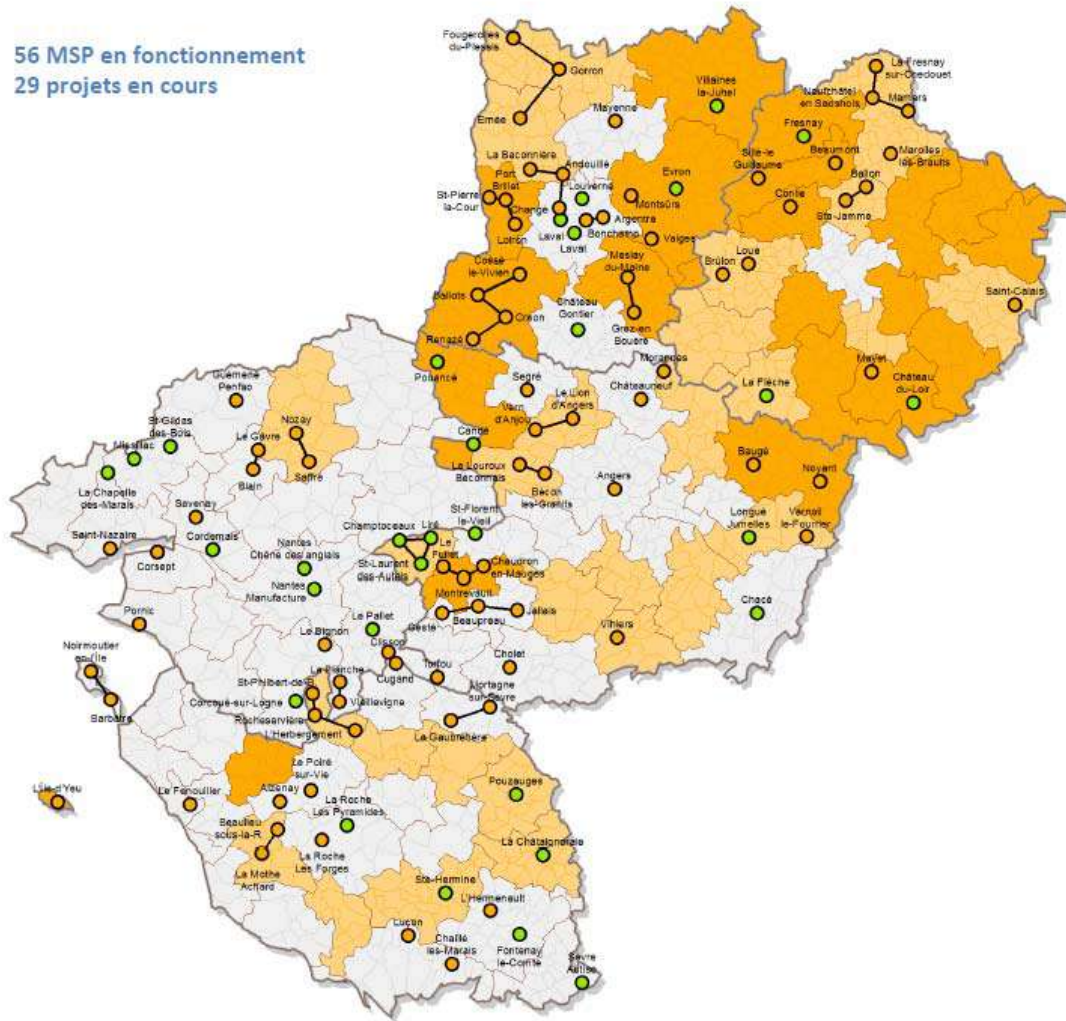 56 MSP en fonctionnement
29 projets en cours
Fougerolles
du-Plessis
Gorron
Ernée
Mayenne
Villaines
la-Juhel
La Fresnay
sur-Chedouet
Neufchâtel
en Saosnois
Mamers
Fresnay
Beaumont
Marolles
les-Braults
Sille-le
Guillaume
Ballon
Conlie
Ste-Jamme
La Baconnière
Andouillé
Port
Brillet
St-Pierre
la-Cour
Louverné
Evron
Changé
Montsûrs
Argentré
Loiron
Laval
Laval
Bonchamp
Vaiges
Cossé
le-Vivien
Meslay
du-Maine
Loué
Brûlon
Ballots
Craon
Château
Gontier
Saint-Calais
Renazé
Grez-en
Bouère
Morannes
Mayet
Château
du-Loir
La Flèche
Pouancé
Segré
Châteauneuf
Guémené
Penfao
Le Lion
d'Angers
Vern
d'Anjou
Nozay
St-Gildas
des-Bois
Missillac
Le Gâvre
Candé
Baugé
Noyant
La Chapelle
des-Marais
Blain
Saffré
Le Louroux
Béconnais
Bécon
les-Granits
Angers
Savenay
St-Florent
le-Vieil
Longué
Jumelles
Vernoil
le-Fourrier
Saint-Nazaire
Cordemais
Corsept
Champtoceaux
Liré
Nantes
Chêne des anglais
Le
Fuilet
Chaudron
en-Mauges
St-Laurent
des-Autels
Nantes
Manufacture
Montrevault
Pornic
Le Pallet
Geste
Beaupreau
Jallais
Chacé
Vihiers
Le Bignon
Clisson
Noirmoutier
en-l'Ile
Cugand
Torfou
Cholet
La Planche
St-Philbert-de-B
Corcoué-sur-Logne
Vieillevigne
Mortagne
sur-Sèvre
Barbatre
Rocheservière
L'Herbergement
La Gaubretière
Le Poiré
sur-Vie
L'Ile-d'Yeu
Le Fenouiller
Aizenay
Pouzauges
La Roche
Les Pyramides
Beaulieu
sous-la-R
La Roche
Les Forges
La Châtaigneraie
La Mothe
Achard
Ste-Hermine
L'Hermenault
Luçon
Chaillé
les-Marais
Fontenay
le-Comte
Sèvre
Autise